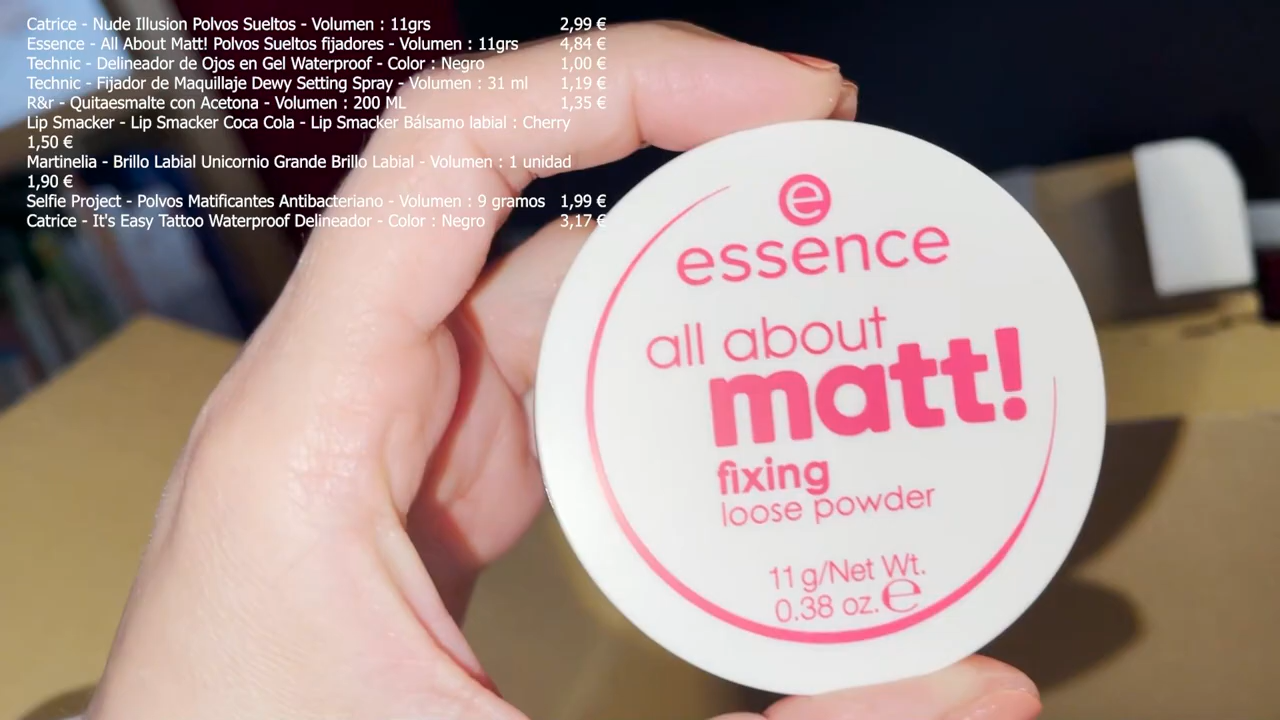 Catrice - Nude Illusion Polvos Sueltos - Volumen : 11grs 2,99 €
Essence - All About Matt! Polvos Sueltos fijadores - Volumen : 11grs 4,84 €
Technic - Delineador de Ojos en Gel Waterproof - Color : Negro 1,00 €
Technic - Fijador de Maquillaje Dewy Setting Spray - Volumen : 31 ml 1,19 €
R&r - Quitaesmalte con Acetona - Volumen : 200 ML 1,35 €
Lip Smacker - Lip Smacker Coca Cola - Lip Smacker Bálsamo labial : Cherry
1,50 €
Martinelia - Brillo Labial Unicornio Grande Brillo Labial - Volumen : 1 unidad
1,90 €
Selfie Project - Polvos Matificantes Antibacteriano - Volumen : 9 gramos 1,99 €
Catrice - It's Easy Tattoo Waterproof Delineador - Color : Negro 3,17 €
e
essence
all about
matt!
fixing
loose powder
11 g/Net Wt.
0.38 oz. ℮